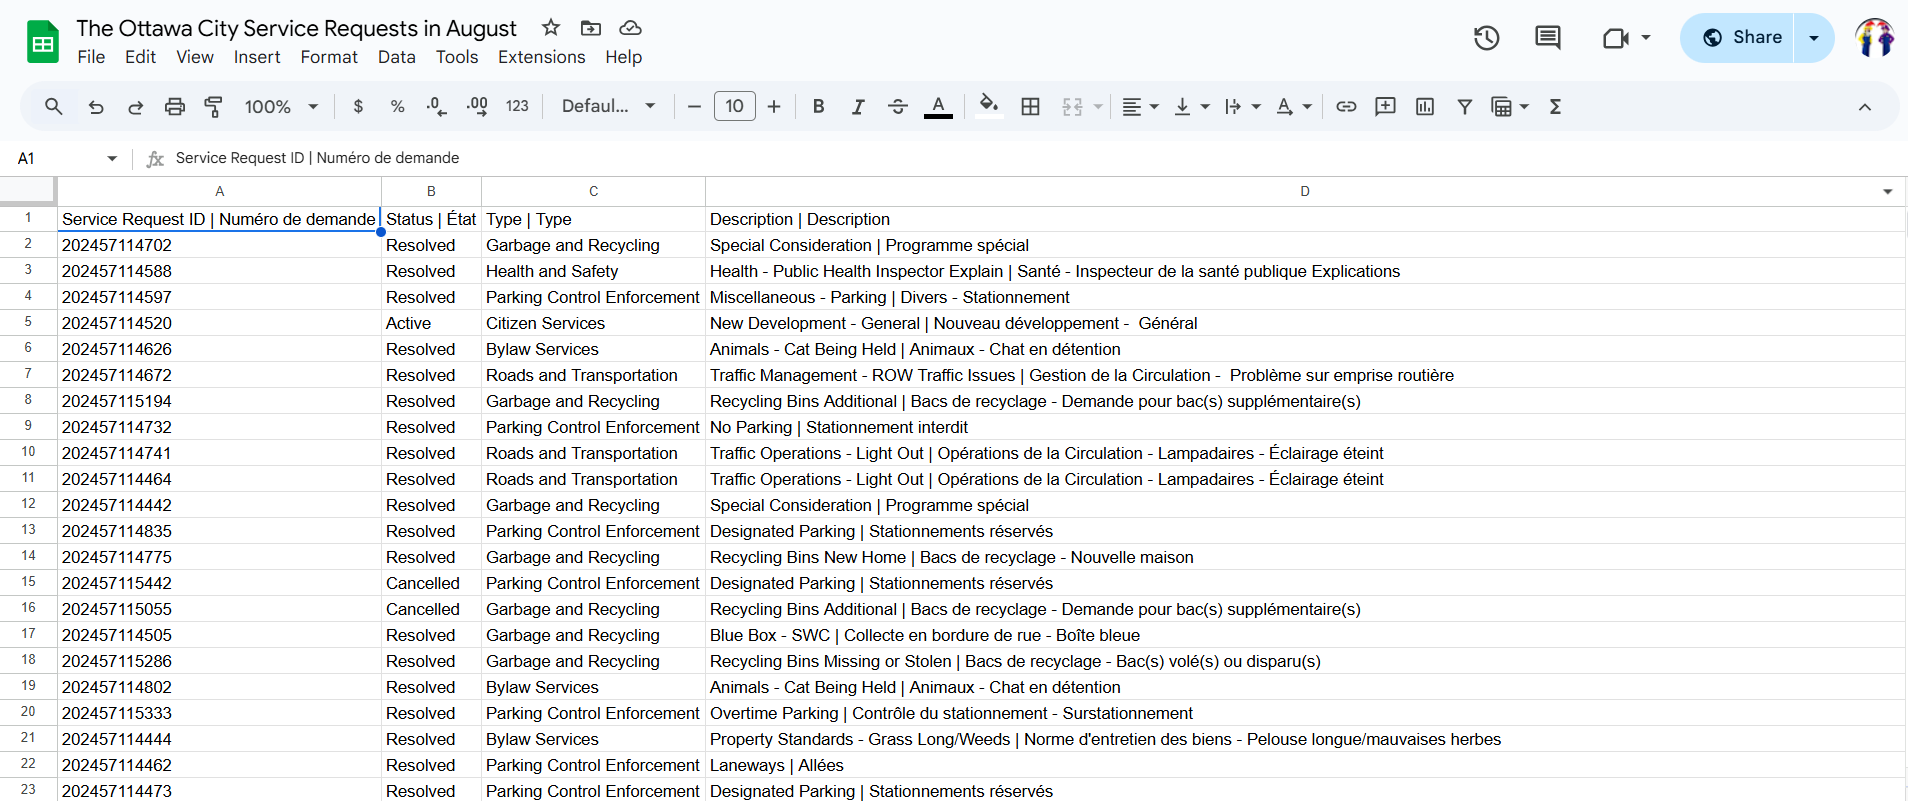 The Ottawa City Service Requests in August
File Edit View Insert Format Data Tools Extensions Help
Share
100% $ % .0 .00 123 Defaul... 10 B I A
A1 fx Service Request ID | Numéro de demande
A B C D
1 Service Request ID | Numéro de demande Status | État Type | Type Description | Description
2 202457114702 Resolved Garbage and Recycling Special Consideration | Programme spécial
3 202457114588 Resolved Health and Safety Health - Public Health Inspector Explain | Santé - Inspecteur de la santé publique Explications
4 202457114597 Resolved Parking Control Enforcement Miscellaneous - Parking | Divers - Stationnement
5 202457114520 Active Citizen Services New Development - General | Nouveau développement -  Général
6 202457114626 Resolved Bylaw Services Animals - Cat Being Held | Animaux - Chat en détention
7 202457114672 Resolved Roads and Transportation Traffic Management - ROW Traffic Issues | Gestion de la Circulation -  Problème sur emprise routière
8 202457115194 Resolved Garbage and Recycling Recycling Bins Additional | Bacs de recyclage - Demande pour bac(s) supplémentaire(s)
9 202457114732 Resolved Parking Control Enforcement No Parking | Stationnement interdit
10 202457114741 Resolved Roads and Transportation Traffic Operations - Light Out | Opérations de la Circulation - Lampadaires - Éclairage éteint
11 202457114464 Resolved Roads and Transportation Traffic Operations - Light Out | Opérations de la Circulation - Lampadaires - Éclairage éteint
12 202457114442 Resolved Garbage and Recycling Special Consideration | Programme spécial
13 202457114835 Resolved Parking Control Enforcement Designated Parking | Stationnements réservés
14 202457114775 Resolved Garbage and Recycling Recycling Bins New Home | Bacs de recyclage - Nouvelle maison
15 202457115442 Cancelled Parking Control Enforcement Designated Parking | Stationnements réservés
16 202457115055 Cancelled Garbage and Recycling Recycling Bins Additional | Bacs de recyclage - Demande pour bac(s) supplémentaire(s)
17 202457114505 Resolved Garbage and Recycling Blue Box - SWC | Collecte en bordure de rue - Boîte bleue
18 202457115286 Resolved Garbage and Recycling Recycling Bins Missing or Stolen | Bacs de recyclage - Bac(s) volé(s) ou disparu(s)
19 202457114802 Resolved Bylaw Services Animals - Cat Being Held | Animaux - Chat en détention
20 202457115333 Resolved Parking Control Enforcement Overtime Parking | Contrôle du stationnement - Surstationnement
21 202457114444 Resolved Bylaw Services Property Standards - Grass Long/Weeds | Norme d'entretien des biens - Pelouse longue/mauvaises herbes
22 202457114462 Resolved Parking Control Enforcement Laneways | Allées
23 202457114473 Resolved Parking Control Enforcement Designated Parking | Stationnements réservés